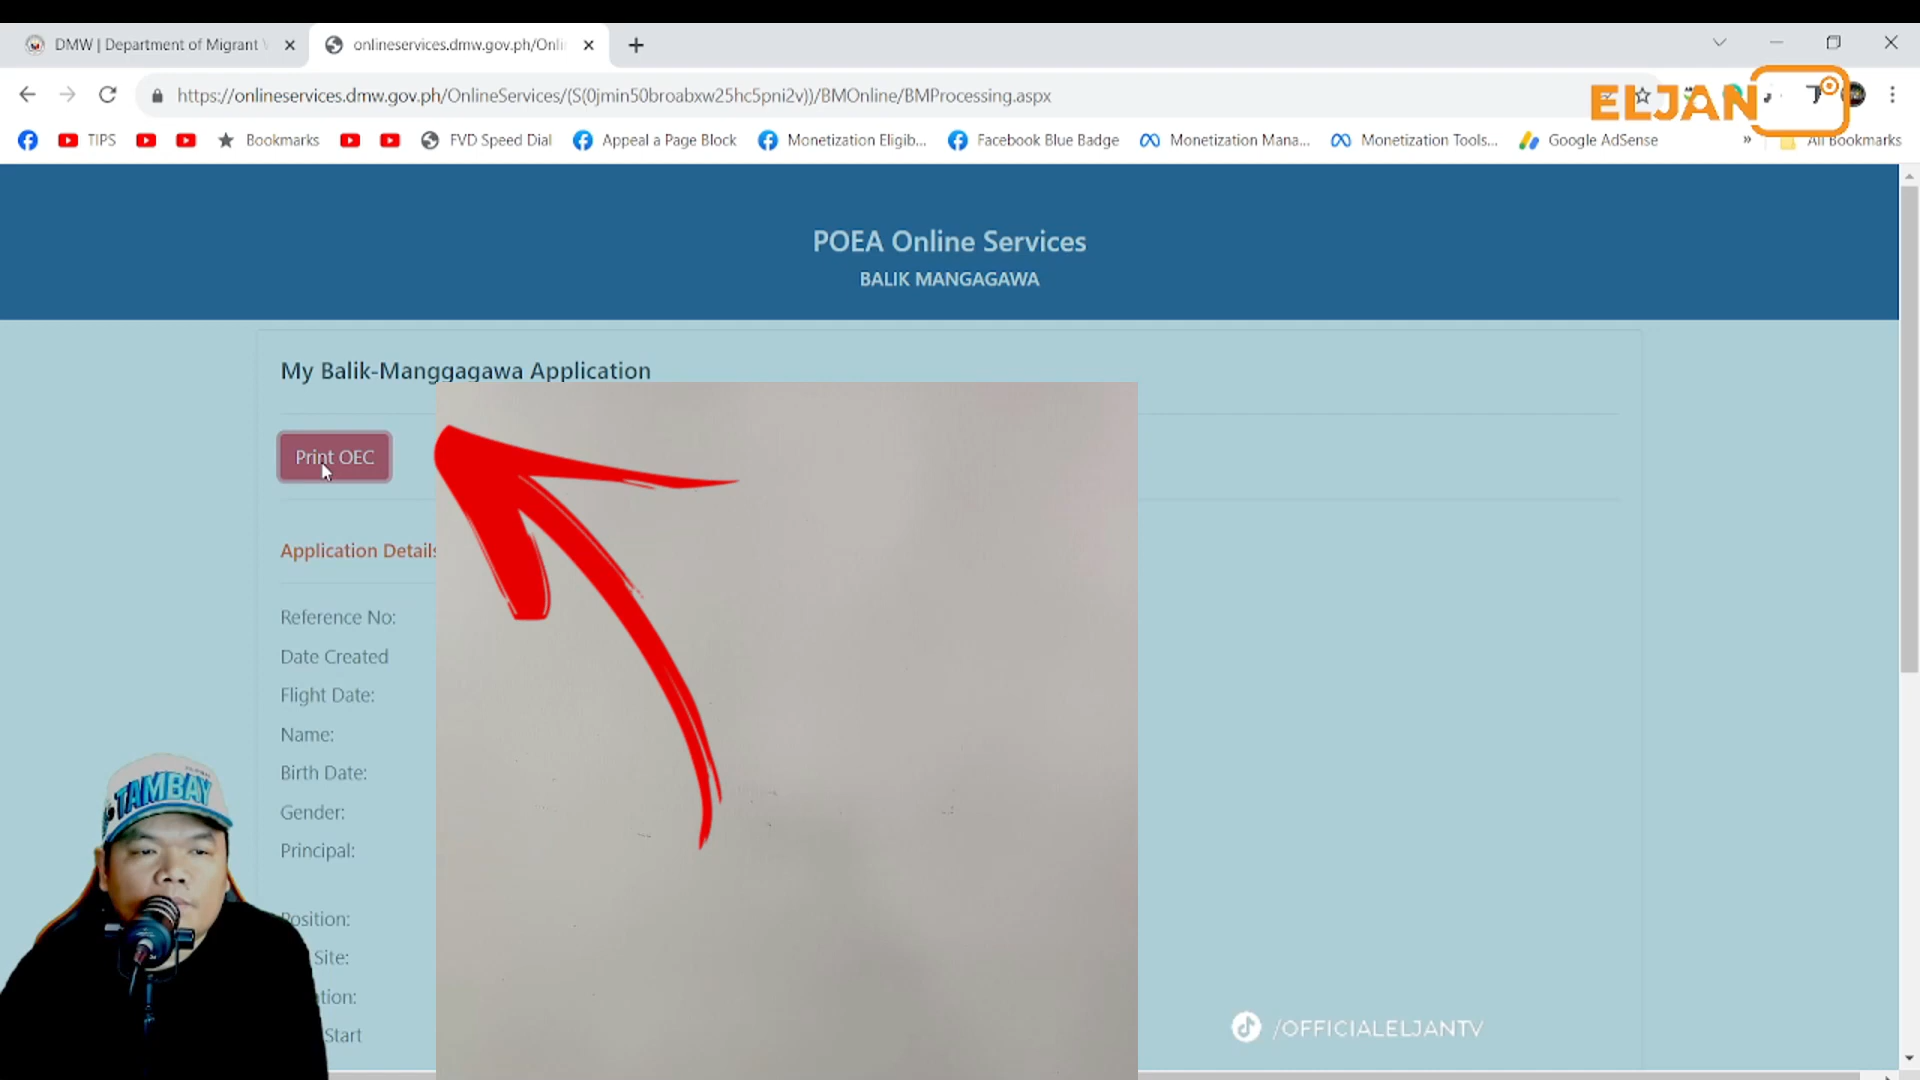 DMW | Department of Migrant
onlineservices.dmw.gov.ph/Onli
https://onlineservices.dmw.gov.ph/OnlineServices/(S(0jmin50broabxw25hc5pni2v))/BMOnline/BMProcessing.aspx
ELJAN
TIPS
Bookmarks
FVD Speed Dial
Appeal a Page Block
Monetization Eligib...
Facebook Blue Badge
Monetization Mana...
Monetization Tools...
Google AdSense
»
All Bookmarks
POEA Online Services
BALIK MANGAGAWA
My Balik-Manggagawa Application
Print OEC
Application Details
Reference No:
Date Created
Flight Date:
Name:
Birth Date:
Gender:
Principal:
TAMBAY
Position:
Site:
Start
/OFFICIALELJANTV